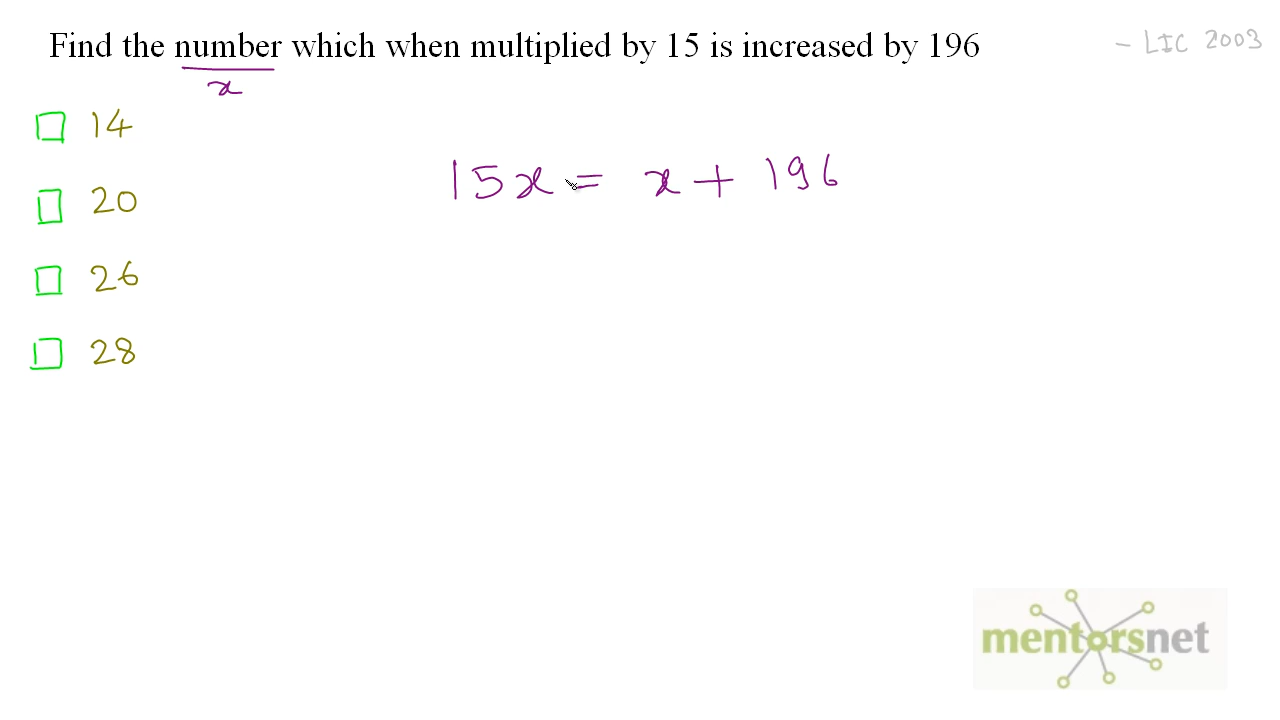 Find the number which when multiplied by 15 is increased by 196
- LIC 2003
x
14
15x = x + 196
20
26
28
mentorsnet